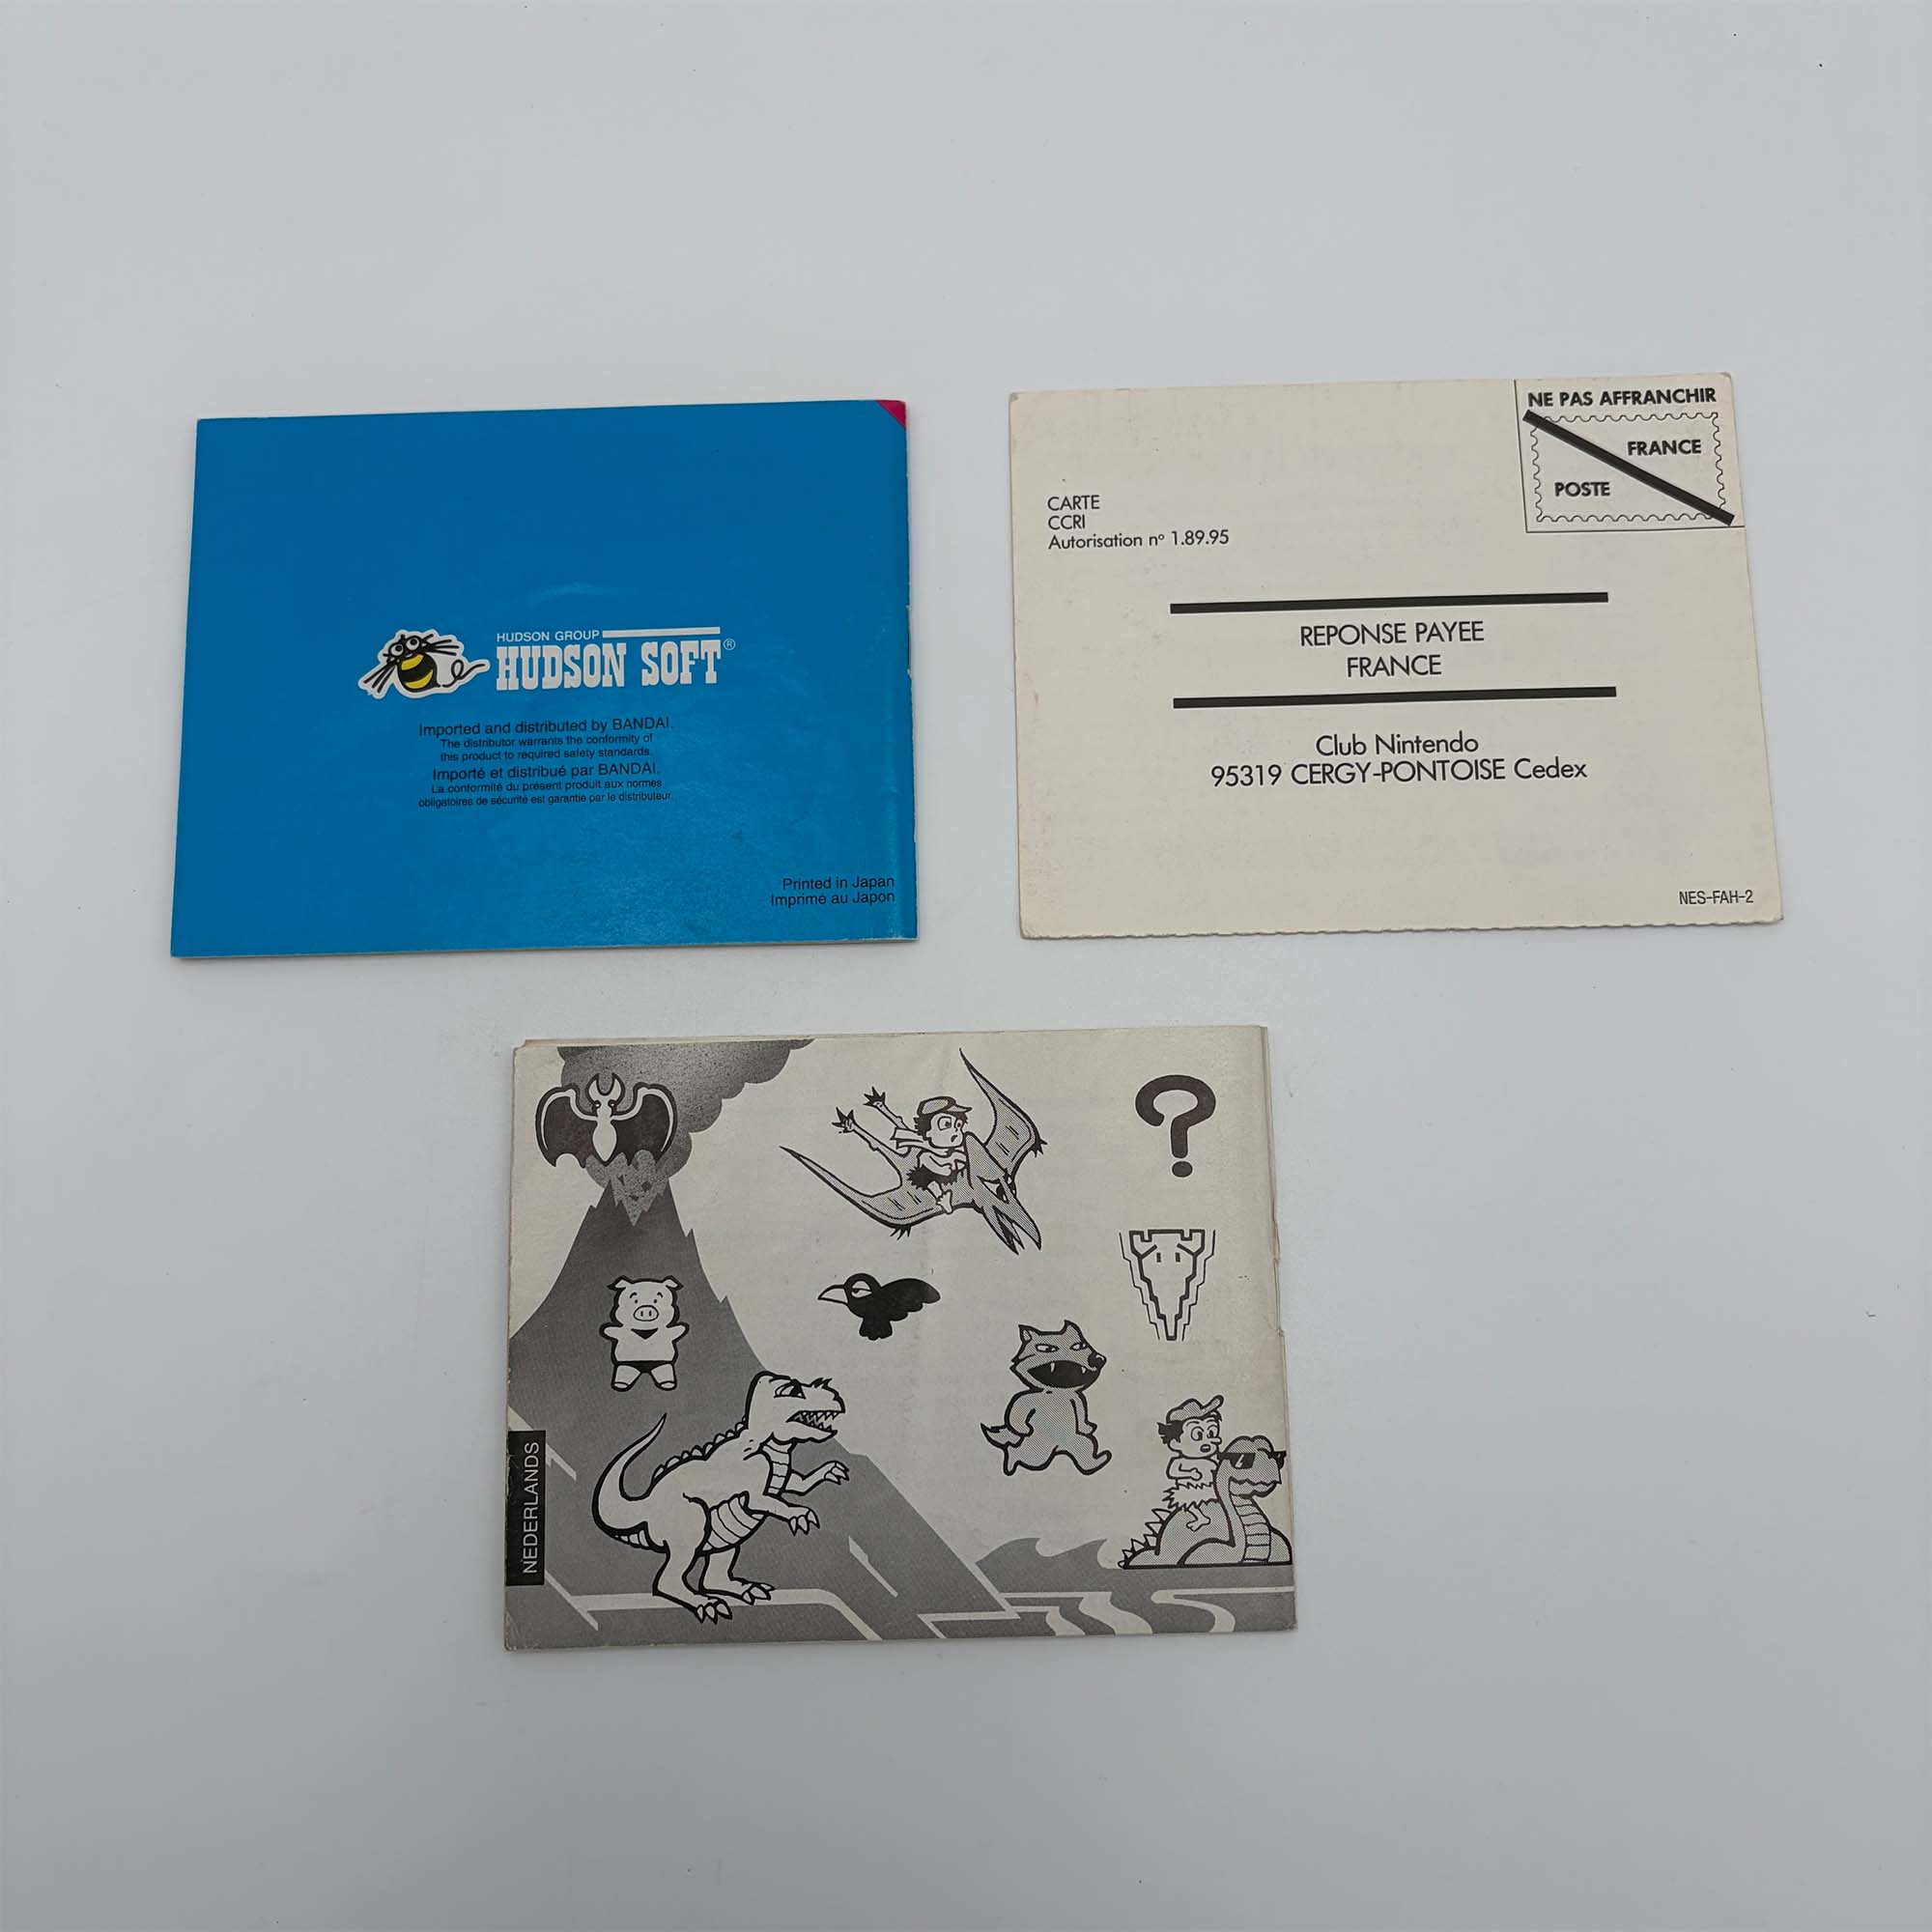 HUDSON GROUP
HUDSON SOFT®
Imported and distributed by BANDAI.
The distributor warrants the conformity of
this product to required safety standards.
Importé et distribué par BANDAI.
La conformité du présent produit aux normes
obligatoires de sécurité est garantie par le distributeur.
Printed in Japan
Imprimé au Japon
NE PAS AFFRANCHIR
FRANCE
POSTE
CARTE
CCRI
Autorisation nº 1.89.95
REPONSE PAYEE
FRANCE
Club Nintendo
95319 CERGY-PONTOISE Cedex
NES-FAH-2
?
NEDERLANDS